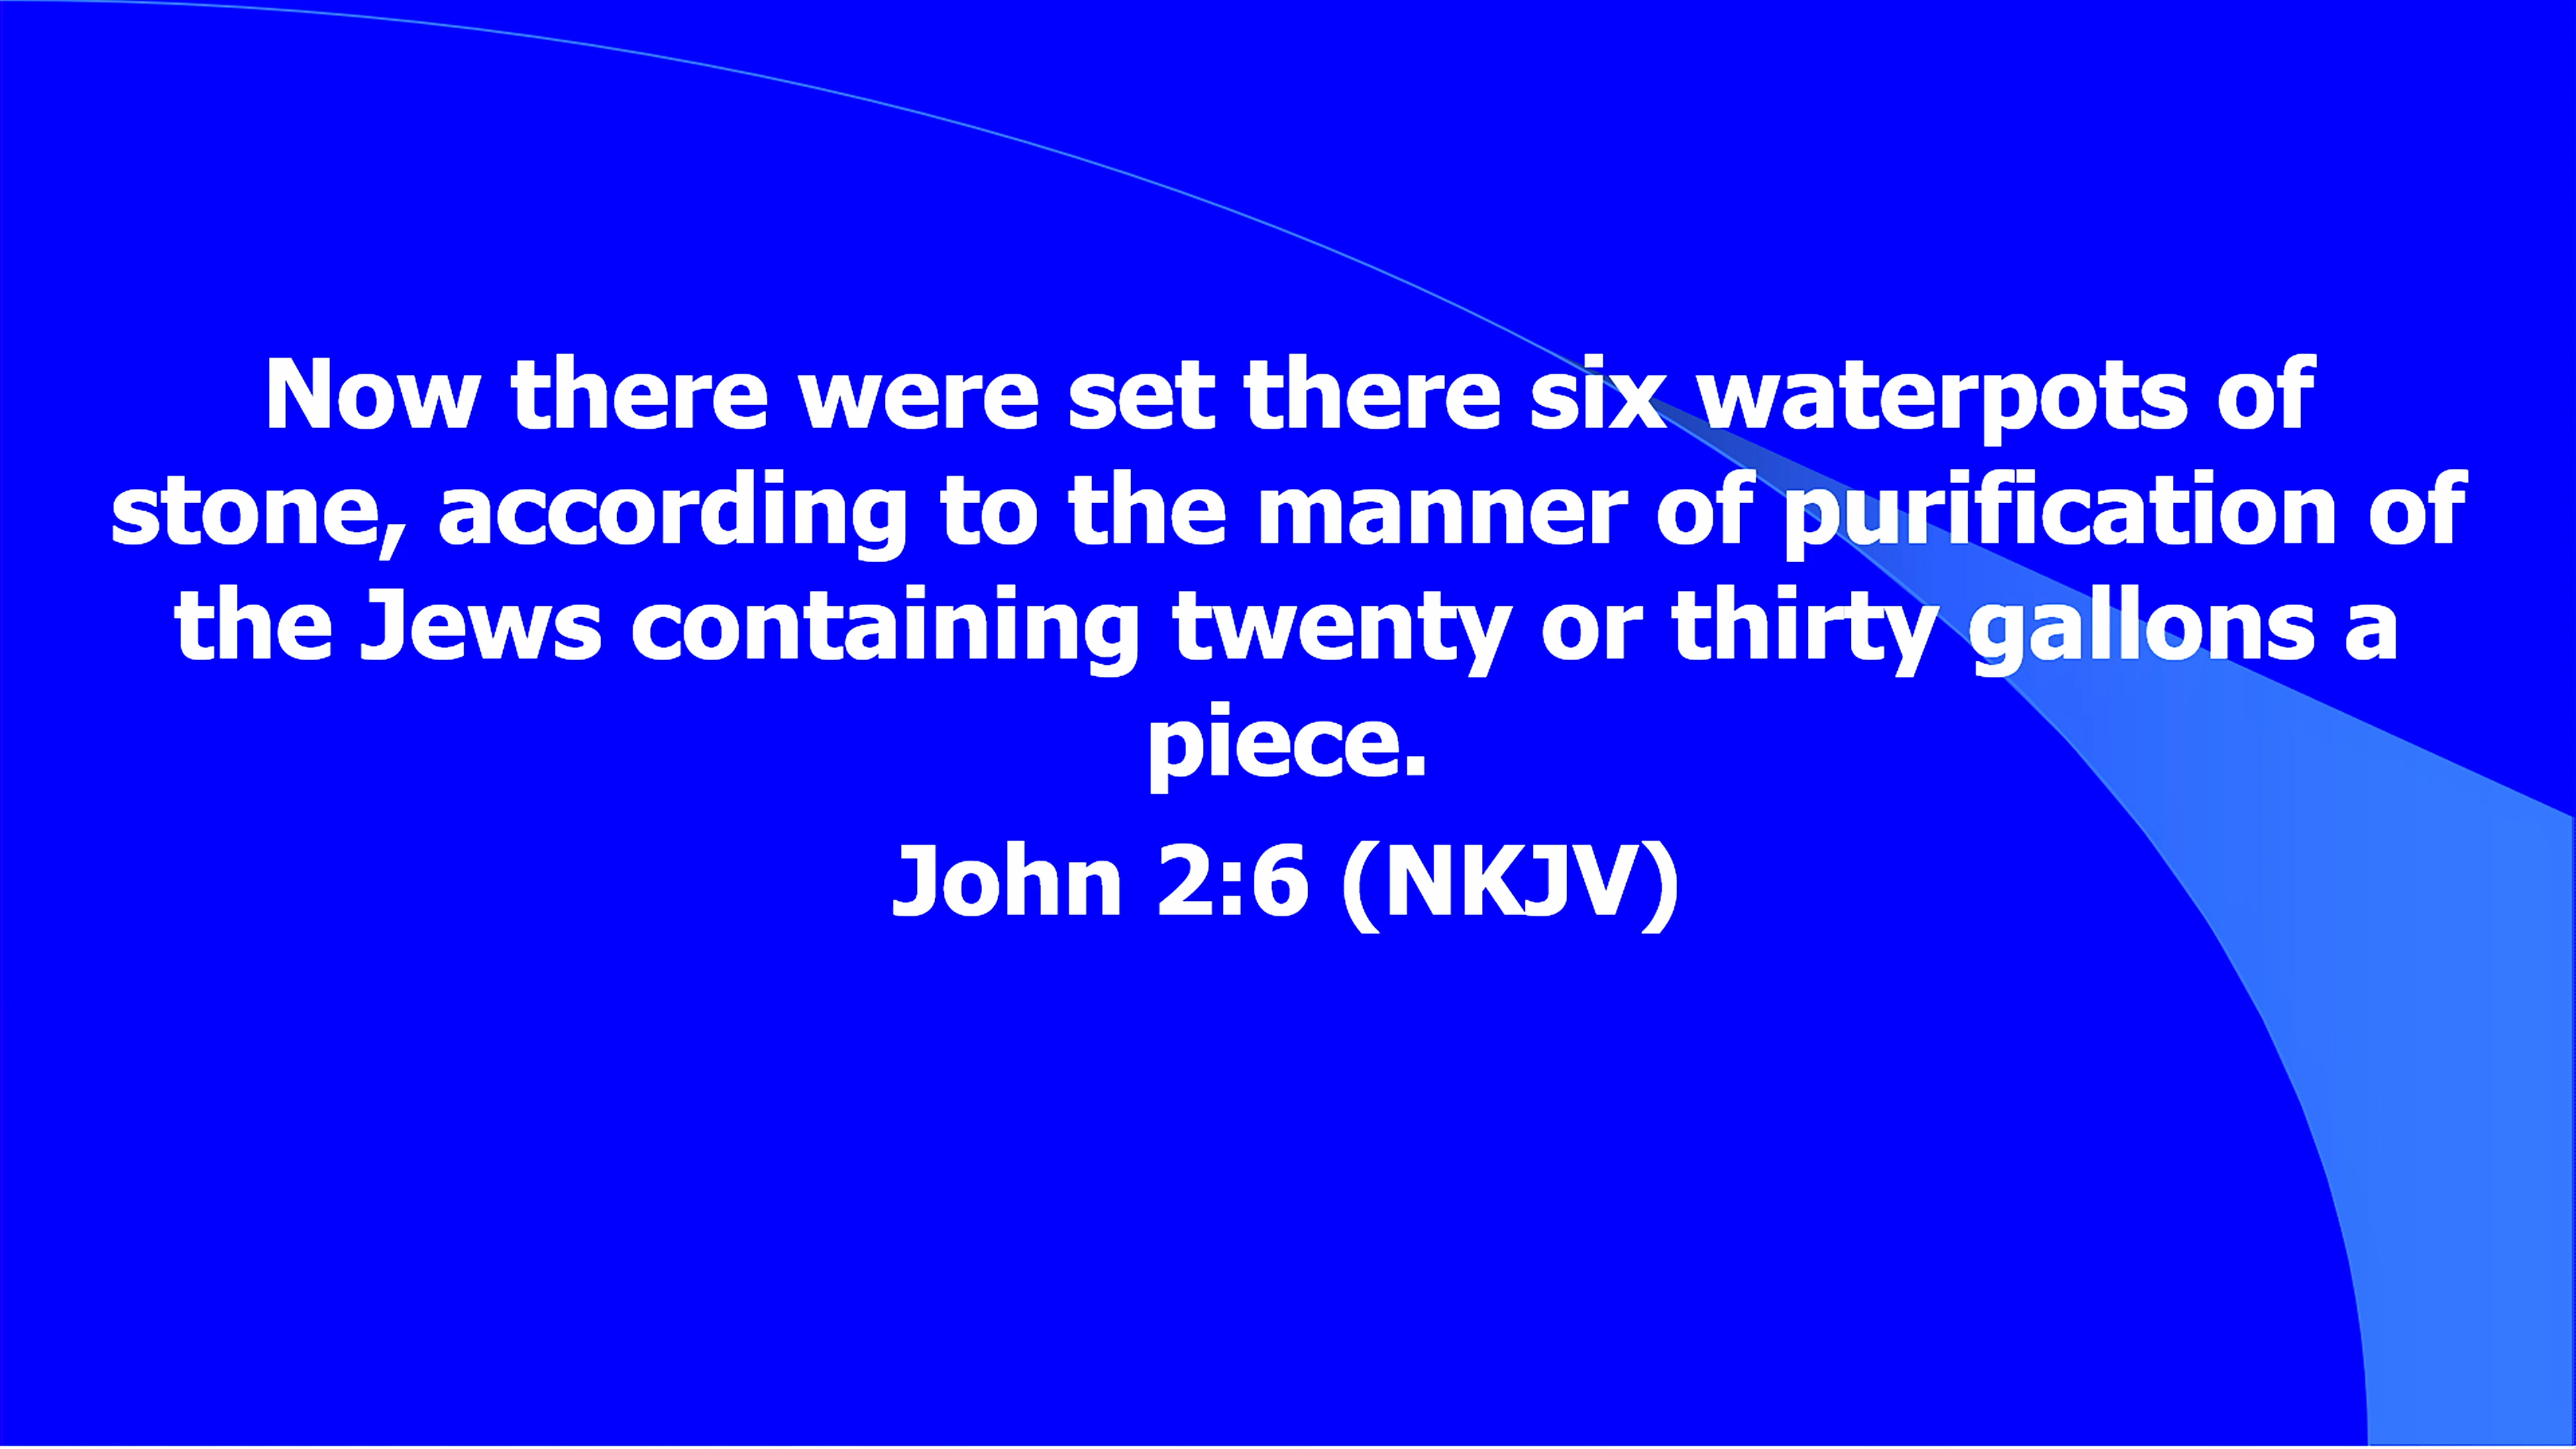 Now there were set there six waterpots of
stone, according to the manner of purification of
the Jews containing twenty or thirty gallons a
piece.
John 2:6 (NKJV)